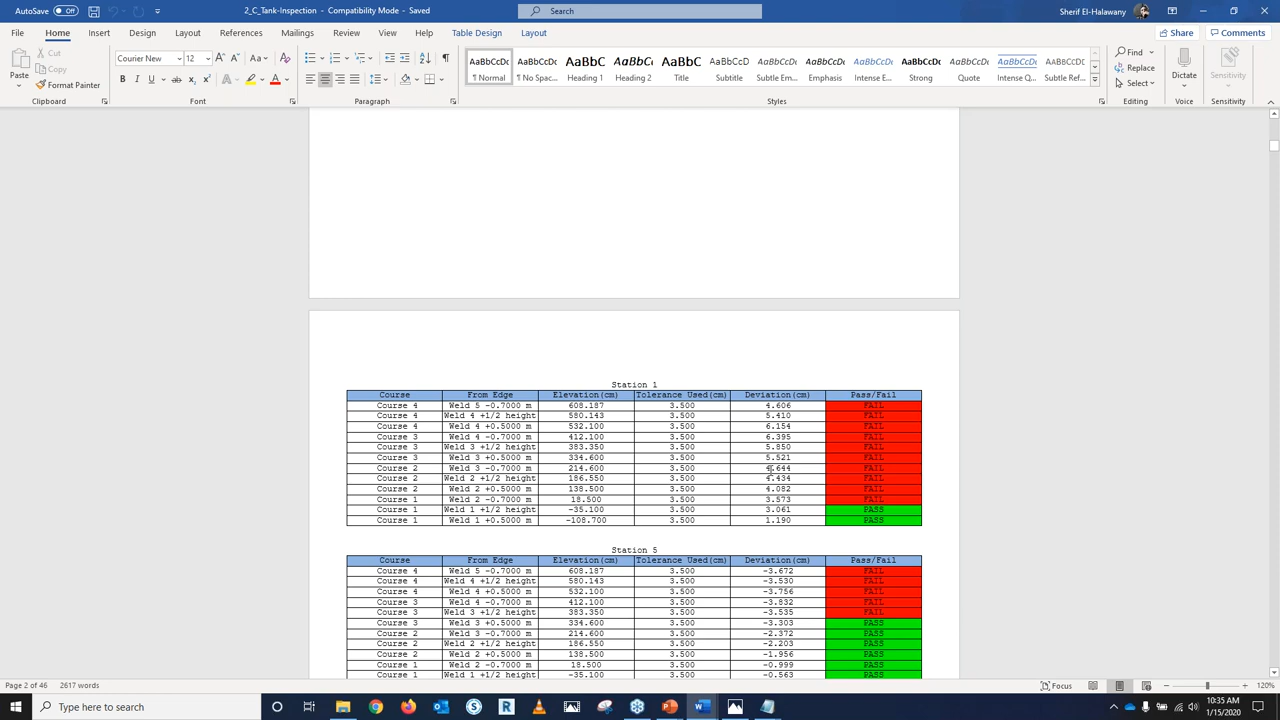 AutoSave Off 2_C_Tank-Inspection - Compatibility Mode - Saved Search Sherif El-Halawany
File Home Insert Design Layout References Mailings Review View Help Table Design Layout Share Comments
Cut Courier New 12 AaBbCcDc AaBbCcDc AaBbC AaBbCc AaBbC AaBbCcD AaBbCcDc AaBbCcDc AaBbCcDc AaBbCcDc AaBbCcDc AaBbCcDc AaBbCcDc Find
Paste Copy Replace Dictate Sensitivity
Format Painter ¶ Normal ¶ No Spac... Heading 1 Heading 2 Title Subtitle Subtle Em... Emphasis Intense E... Strong Quote Intense Q... Subtle Ref... Select
Clipboard Font Paragraph Styles Editing Voice Sensitivity
Station 1
Course From Edge Elevation(cm) Tolerance Used(cm) Deviation(cm) Pass/Fail
Course 4 Weld 5 -0.7000 m 608.187 3.500 4.606 FAIL
Course 4 Weld 4 +1/2 height 580.143 3.500 5.410 FAIL
Course 4 Weld 4 +0.5000 m 532.100 3.500 6.154 FAIL
Course 3 Weld 4 -0.7000 m 412.100 3.500 6.395 FAIL
Course 3 Weld 3 +1/2 height 383.350 3.500 5.850 FAIL
Course 3 Weld 3 +0.5000 m 334.600 3.500 5.521 FAIL
Course 2 Weld 3 -0.7000 m 214.600 3.500 4.644 FAIL
Course 2 Weld 2 +1/2 height 186.550 3.500 4.434 FAIL
Course 2 Weld 2 +0.5000 m 138.500 3.500 4.082 FAIL
Course 1 Weld 2 -0.7000 m 18.500 3.500 3.573 FAIL
Course 1 Weld 1 +1/2 height -35.100 3.500 3.061 PASS
Course 1 Weld 1 +0.5000 m -108.700 3.500 1.190 PASS
Station 5
Course From Edge Elevation(cm) Tolerance Used(cm) Deviation(cm) Pass/Fail
Course 4 Weld 5 -0.7000 m 608.187 3.500 -3.672 FAIL
Course 4 Weld 4 +1/2 height 580.143 3.500 -3.530 FAIL
Course 4 Weld 4 +0.5000 m 532.100 3.500 -3.756 FAIL
Course 3 Weld 4 -0.7000 m 412.100 3.500 -3.832 FAIL
Course 3 Weld 3 +1/2 height 383.350 3.500 -3.535 FAIL
Course 3 Weld 3 +0.5000 m 334.600 3.500 -3.303 PASS
Course 2 Weld 3 -0.7000 m 214.600 3.500 -2.372 PASS
Course 2 Weld 2 +1/2 height 186.550 3.500 -2.203 PASS
Course 2 Weld 2 +0.5000 m 138.500 3.500 -1.956 PASS
Course 1 Weld 2 -0.7000 m 18.500 3.500 -0.999 PASS
Course 1 Weld 1 +1/2 height -35.100 3.500 -0.563 PASS
Page 2 of 46 2617 words Focus 120%
Type here to search 10:35 AM
1/15/2020